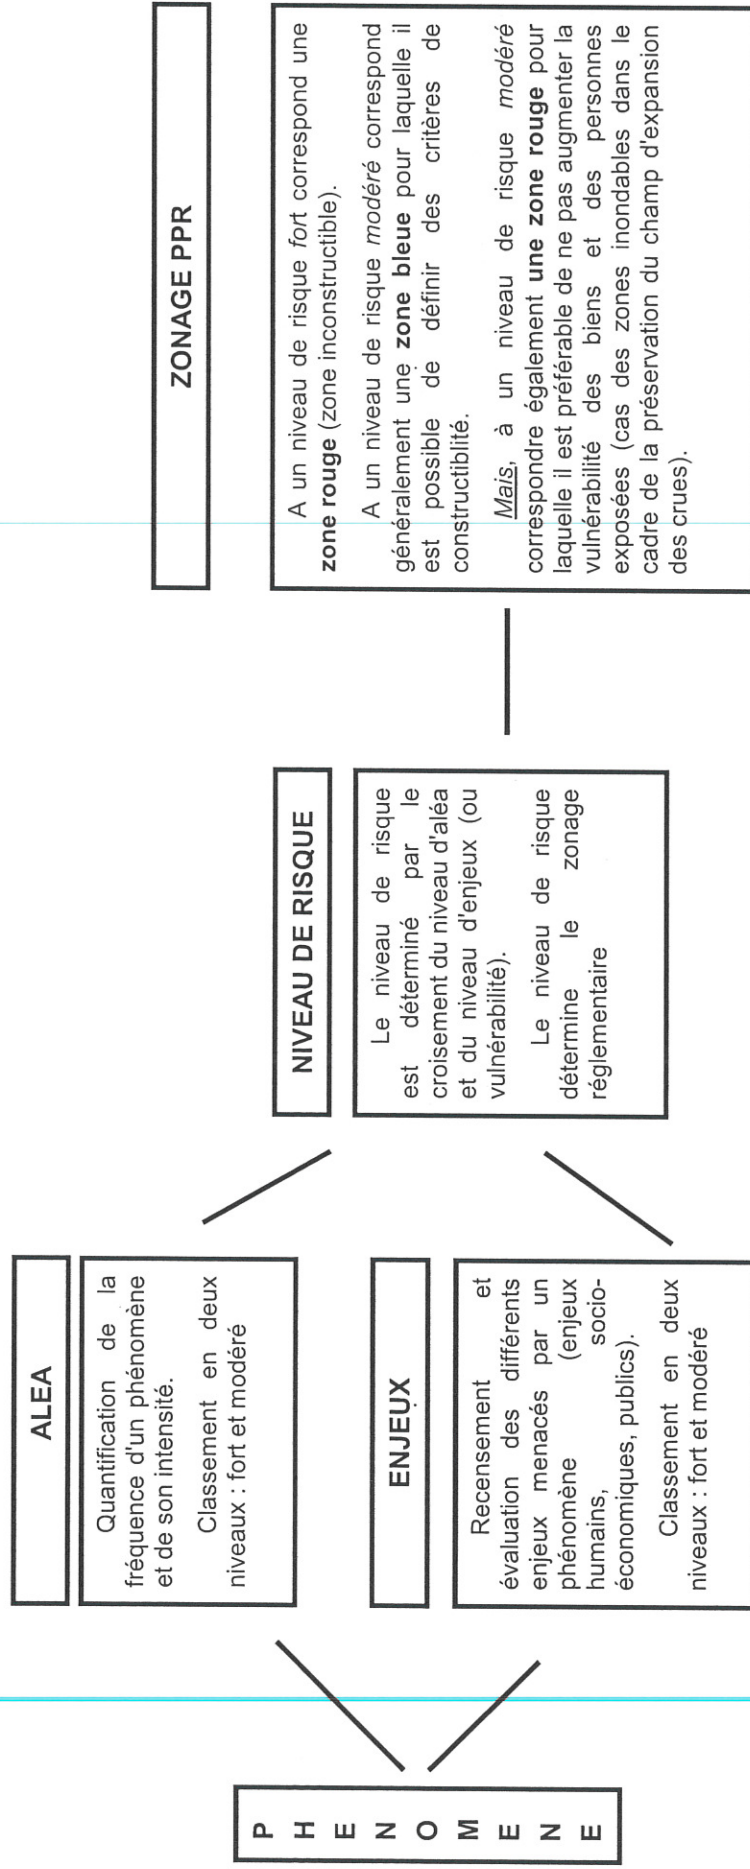 P
H
E
N
O
M
E
N
E
ALEA
Quantification de la
fréquence d'un phénomène
et de son intensité.
Classement en deux
niveaux : fort et modéré
ENJEUX
Recensement et
évaluation des différents
enjeux menacés par un
phénomène (enjeux
humains, socio-
économiques, publics).
Classement en deux
niveaux : fort et modéré
NIVEAU DE RISQUE
Le niveau de risque
est déterminé par le
croisement du niveau d'aléa
et du niveau d'enjeux (ou
vulnérabilité).
Le niveau de risque
détermine le zonage
réglementaire
ZONAGE PPR
A un niveau de risque fort correspond une
zone rouge (zone inconstructible).
A un niveau de risque modéré correspond
généralement une zone bleue pour laquelle il
est possible de définir des critères de
constructiblité.
Mais, à un niveau de risque modéré
correspondre également une zone rouge pour
laquelle il est préférable de ne pas augmenter la
vulnérabilité des biens et des personnes
exposées (cas des zones inondables dans le
cadre de la préservation du champ d'expansion
des crues).